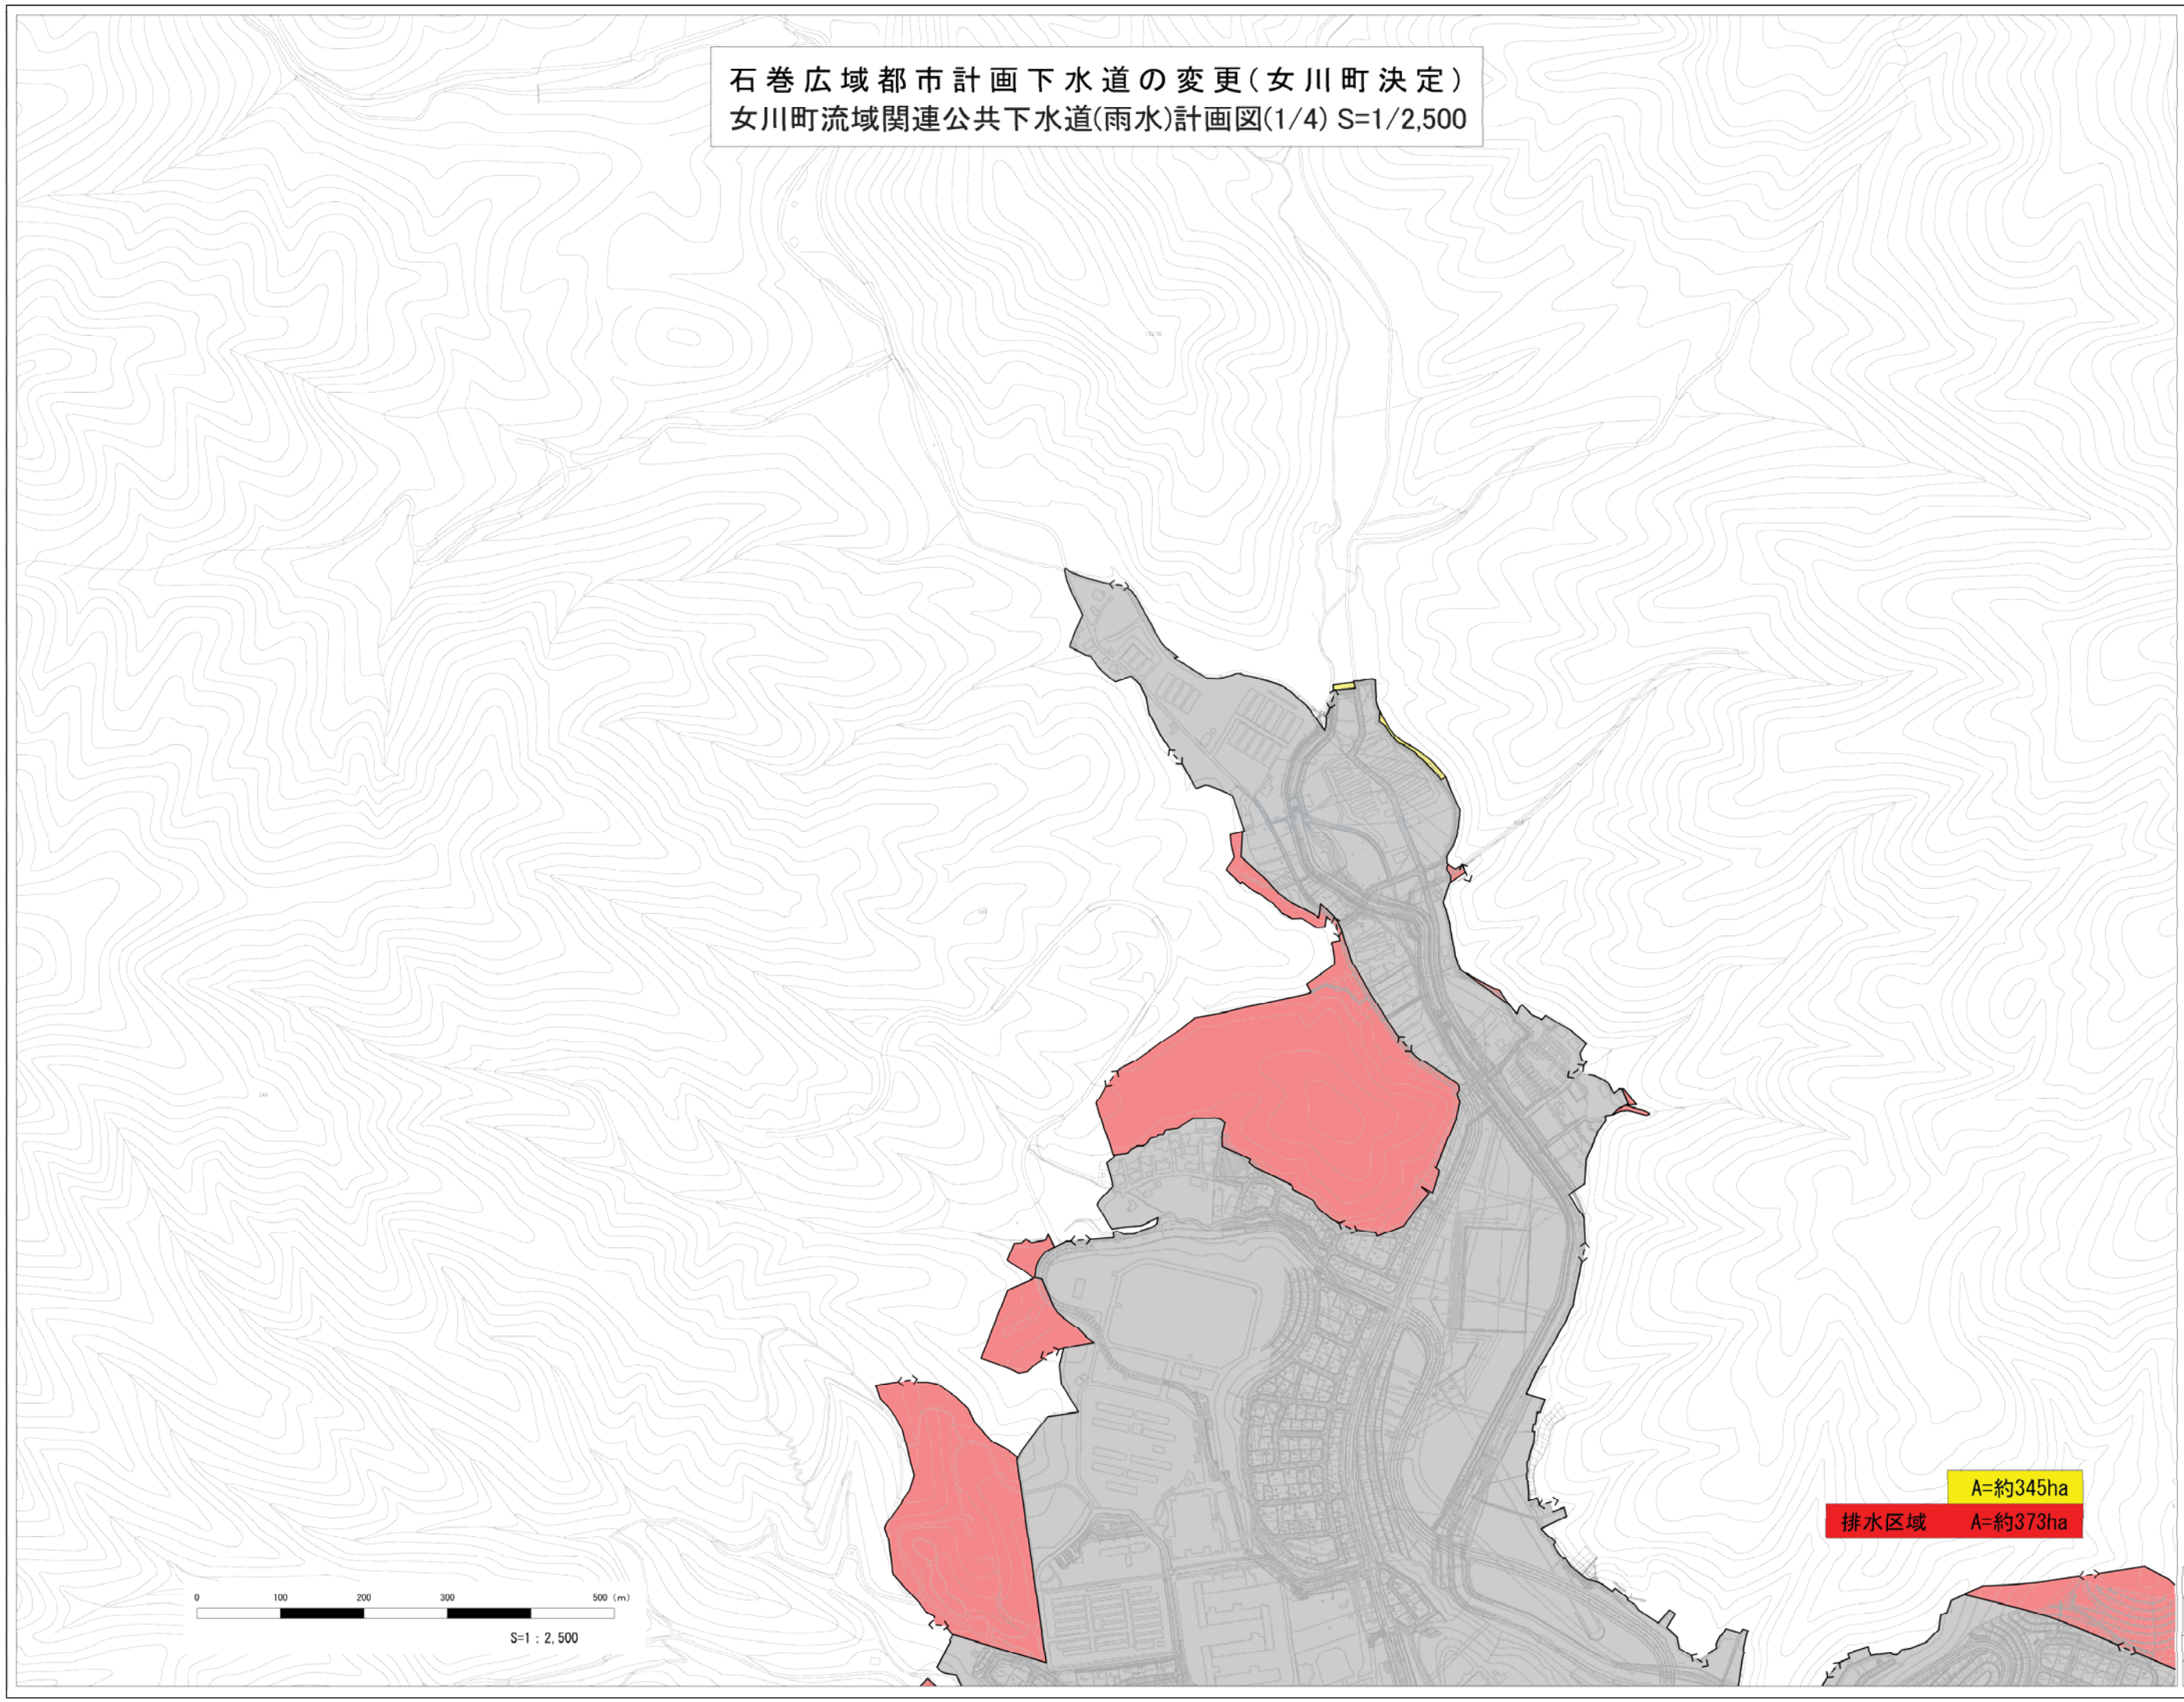 石巻広域都市計画下水道の変更(女川町決定)
女川町流域関連公共下水道(雨水)計画図(1/4) S=1/2,500
A=約345ha
排水区域 A=約373ha
0 100 200 300 500 (m)
S=1:2,500